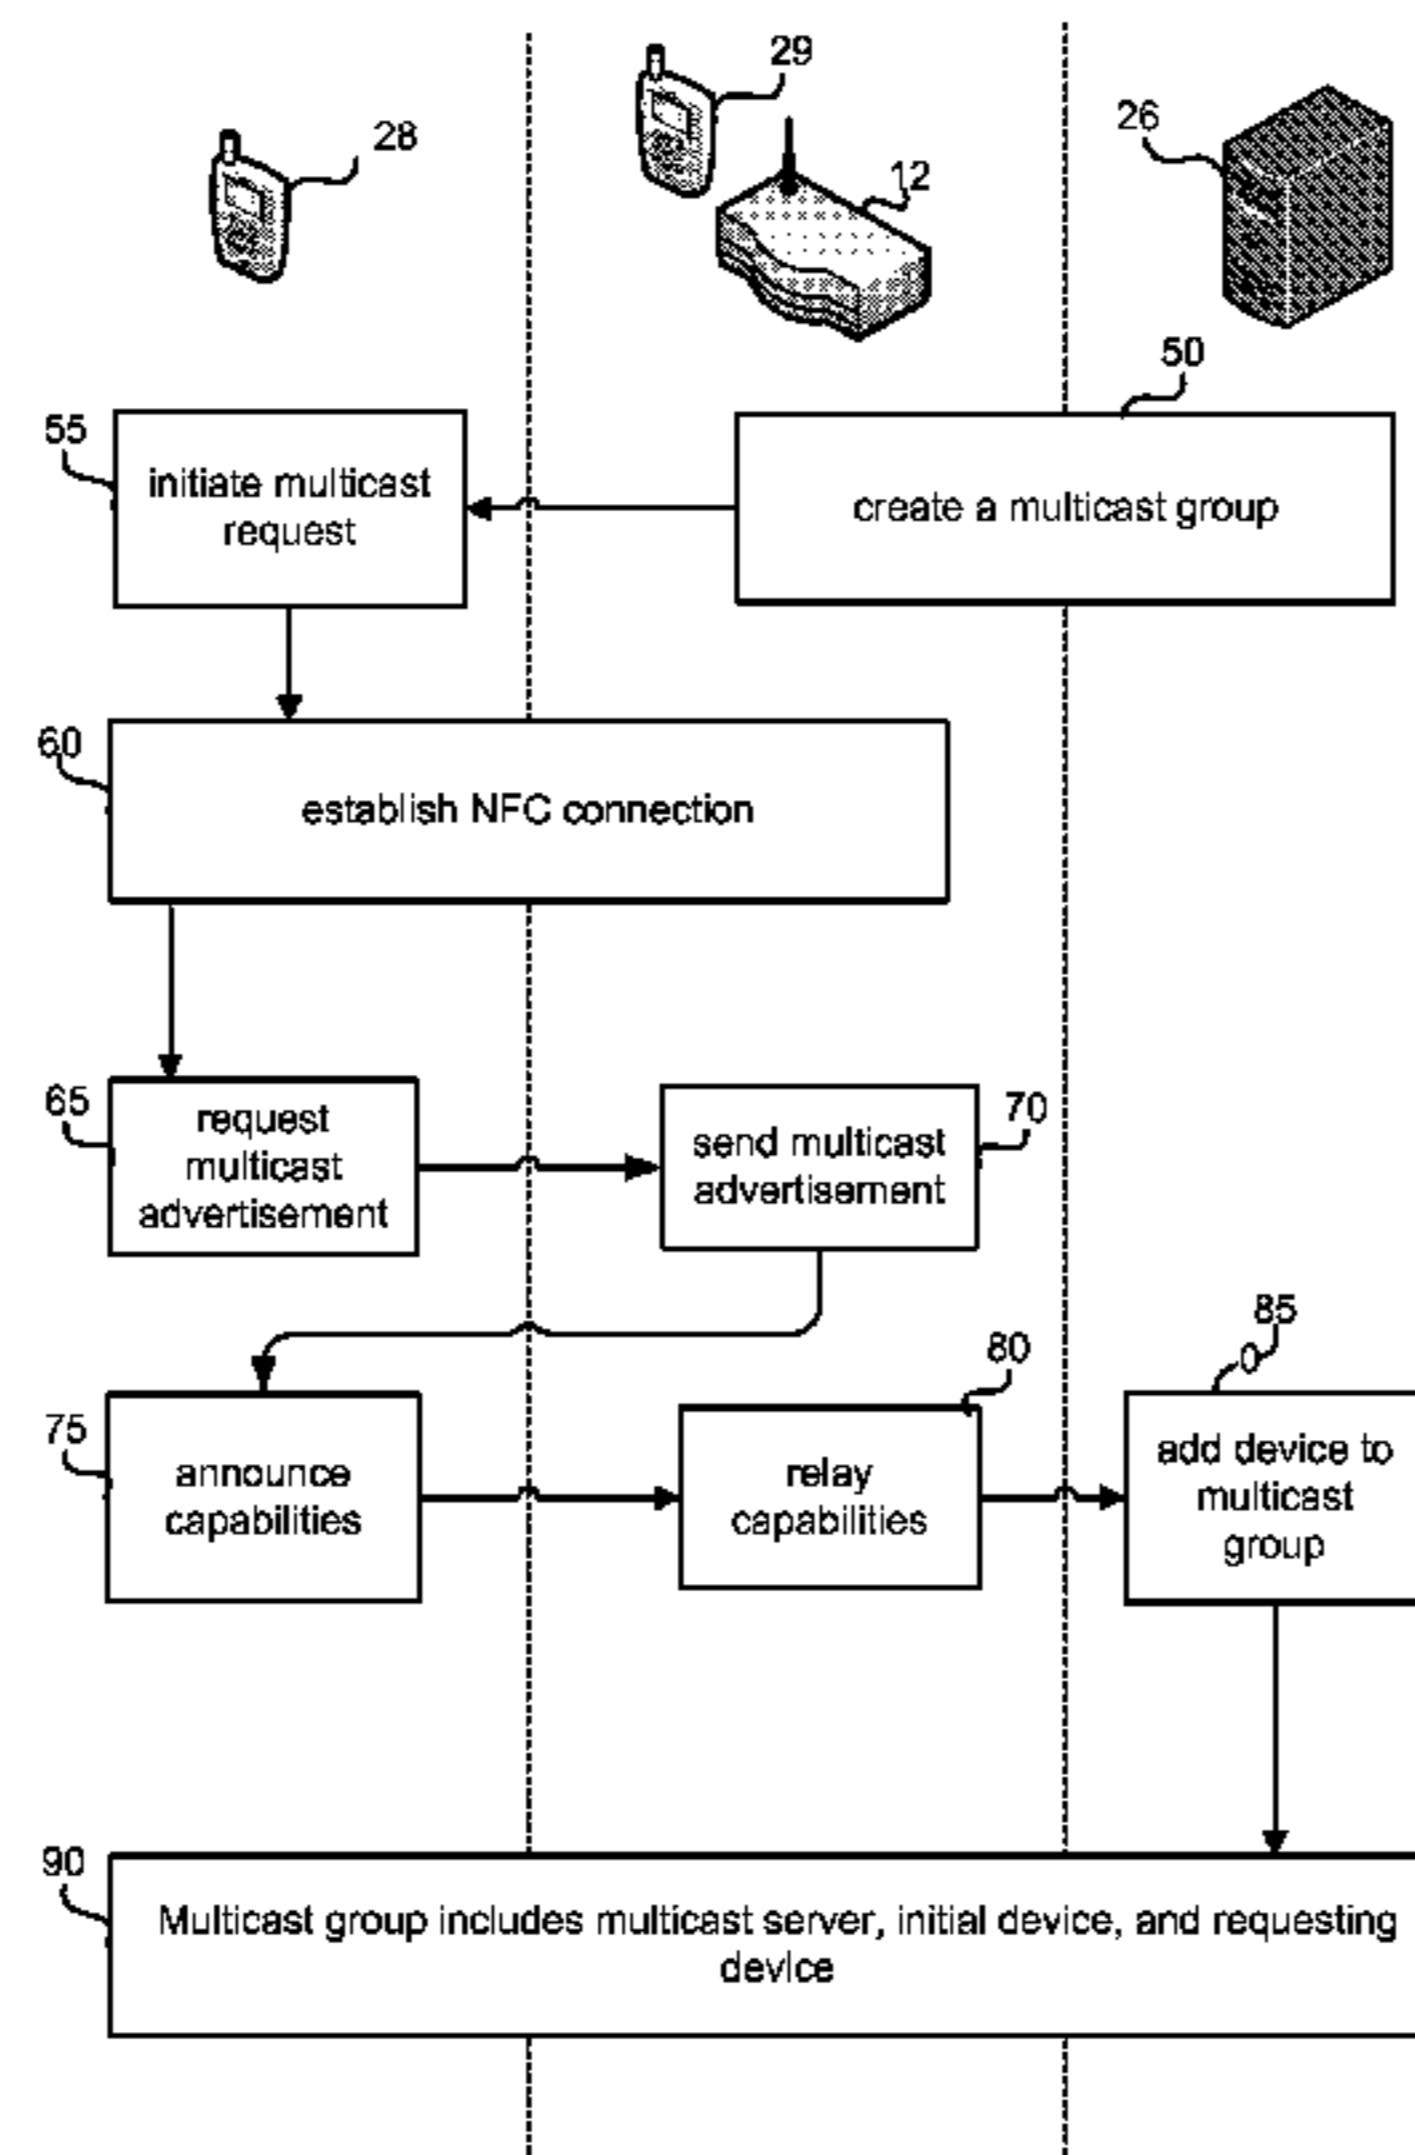 29
28
26
12
50
55
initiate multicast
request
create a multicast group
60
establish NFC connection
65
request
multicast
advertisement
70
send multicast
advertisement
85
80
75
announce
capabilities
relay
capabilities
add device to
multicast
group
90
Multicast group includes multicast server, initial device, and requesting
device